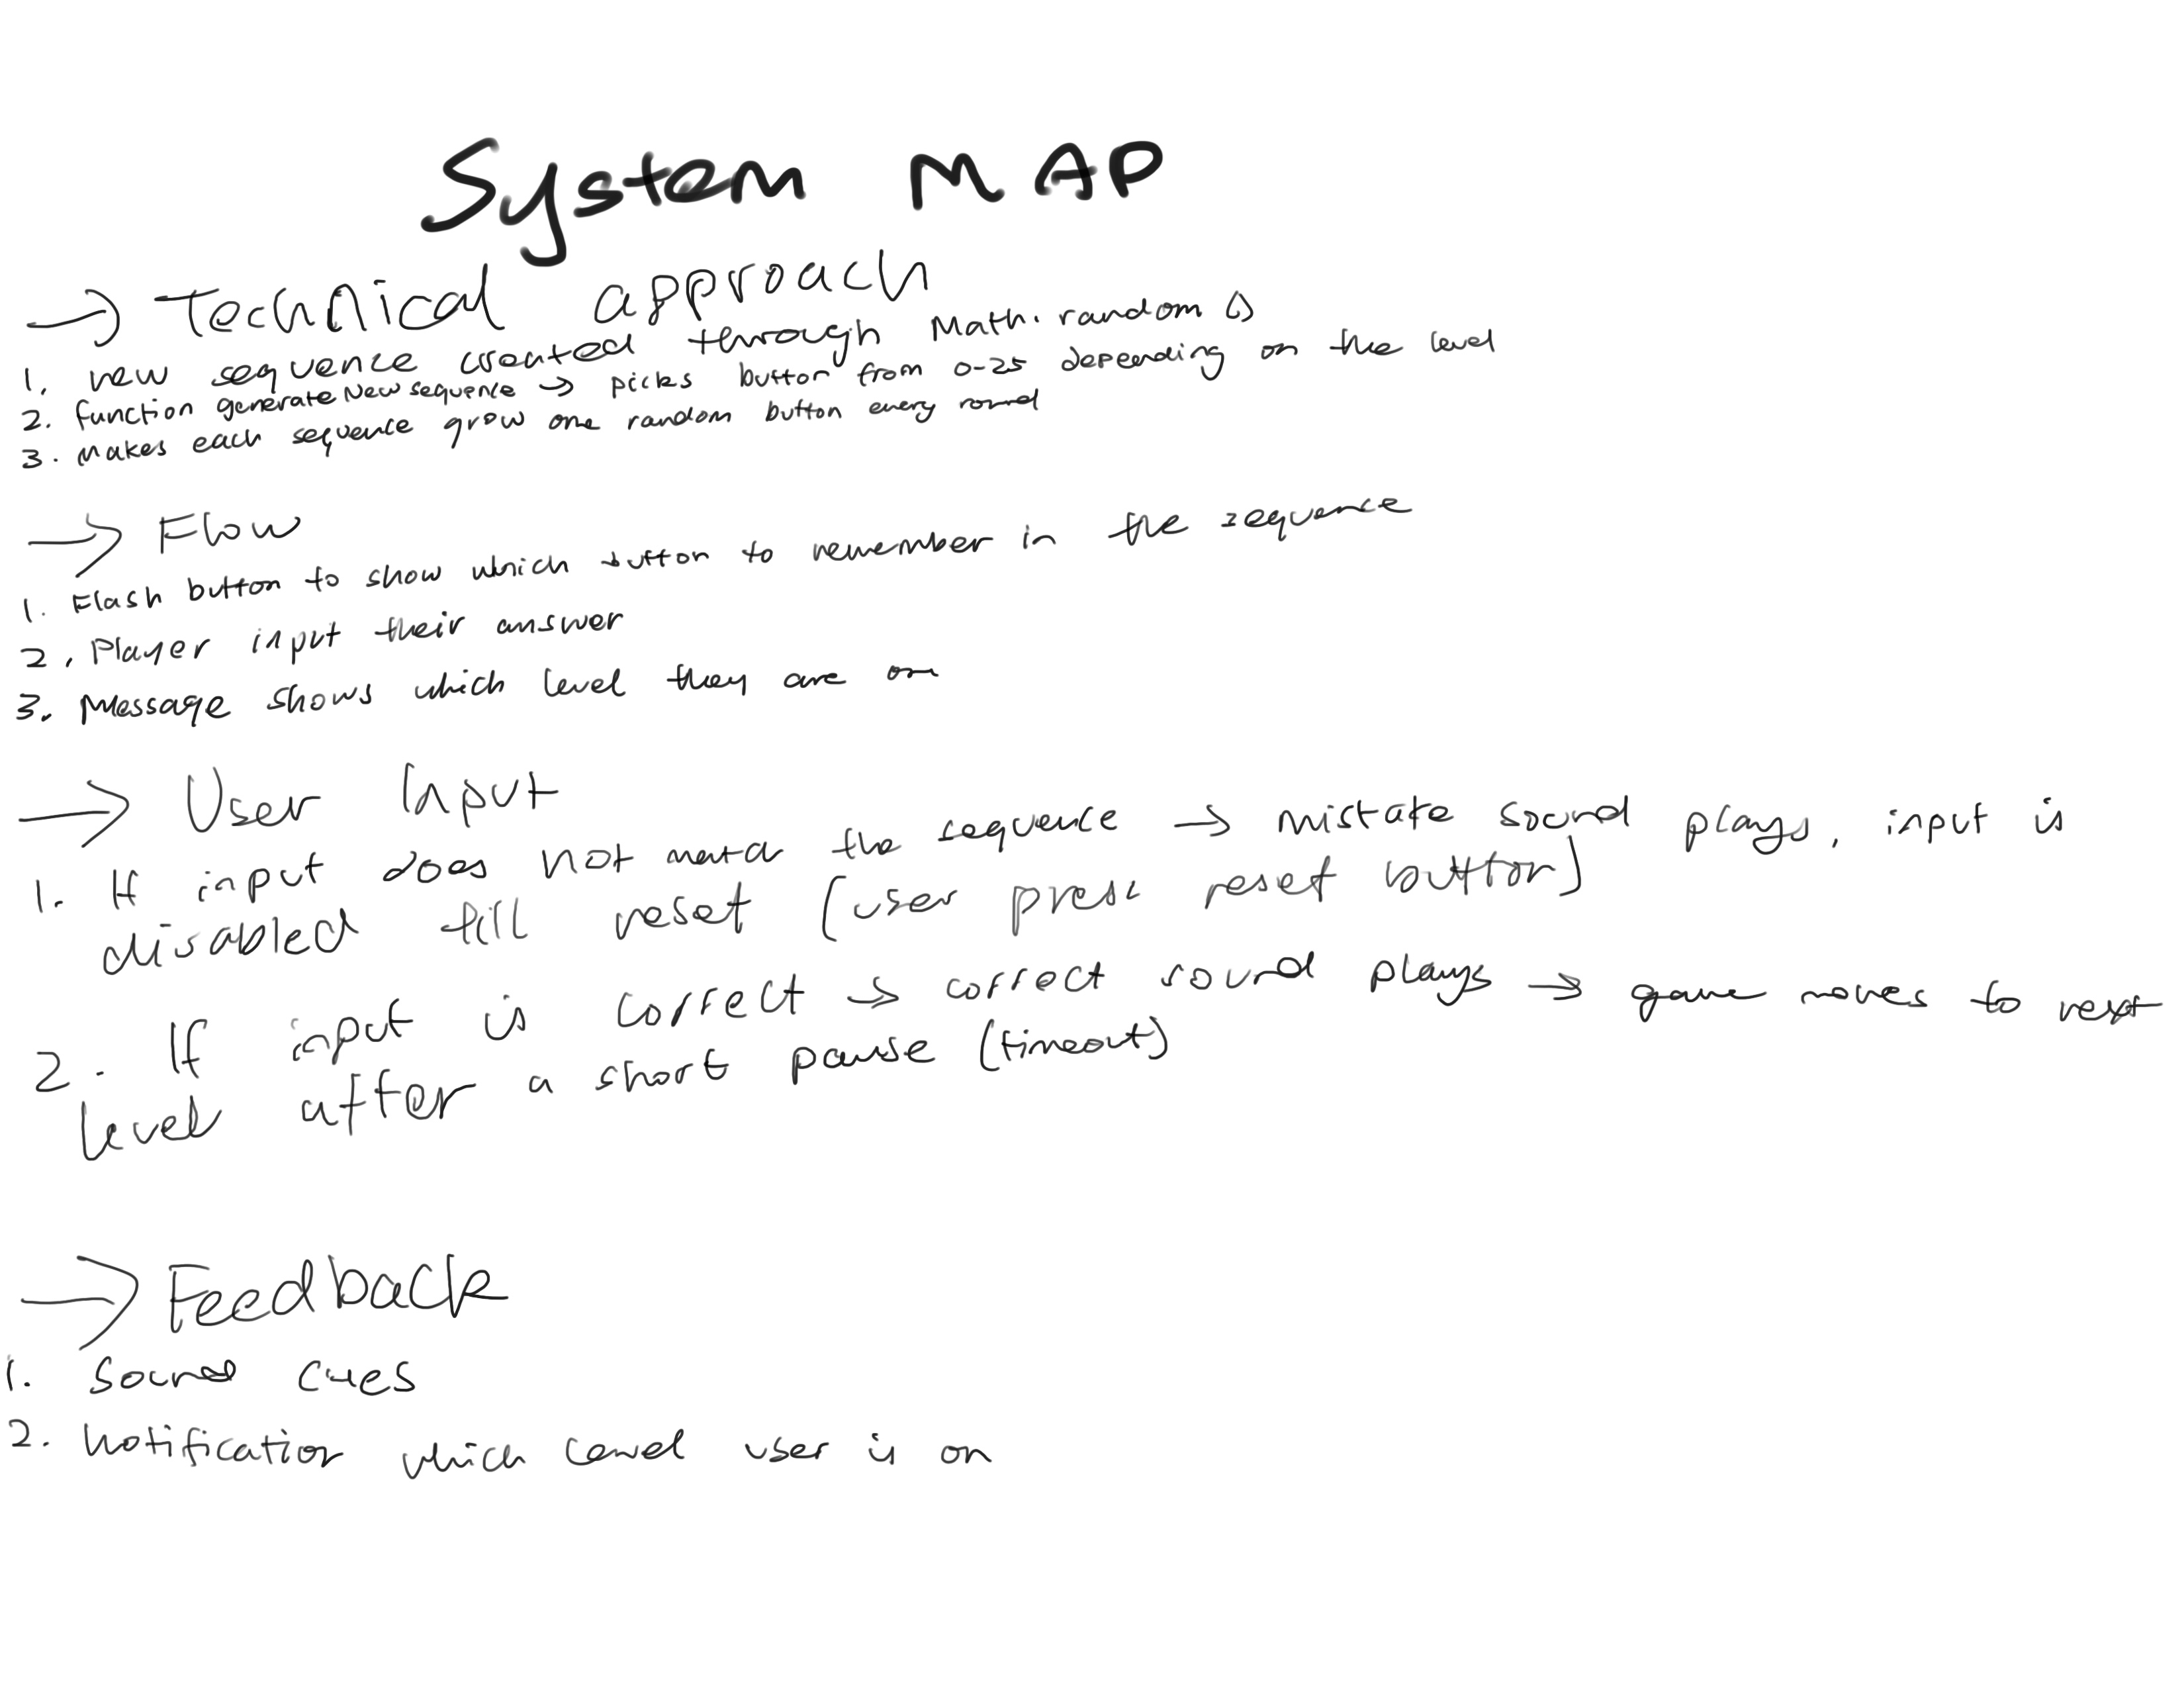 System MAP
→ Technical approach
1. new sequence created through Math.random ()
2. function generateNewSequence → picks button from 0-25 depending on the level
3. makes each sequence grow one random button every round
→ Flow
1. Flash button to show which button to remember in the sequence
2. Player input their answer
3. Message shows which level they are on
→ User Input
1. If input does not match the sequence → mistake sound plays, input is
disabled till reset (user press reset button)
2. If input is correct → correct sound plays → game moves to next
level after a short pause (timeout)
→ Feedback
1. Sound cues
2. Notification which level user is on